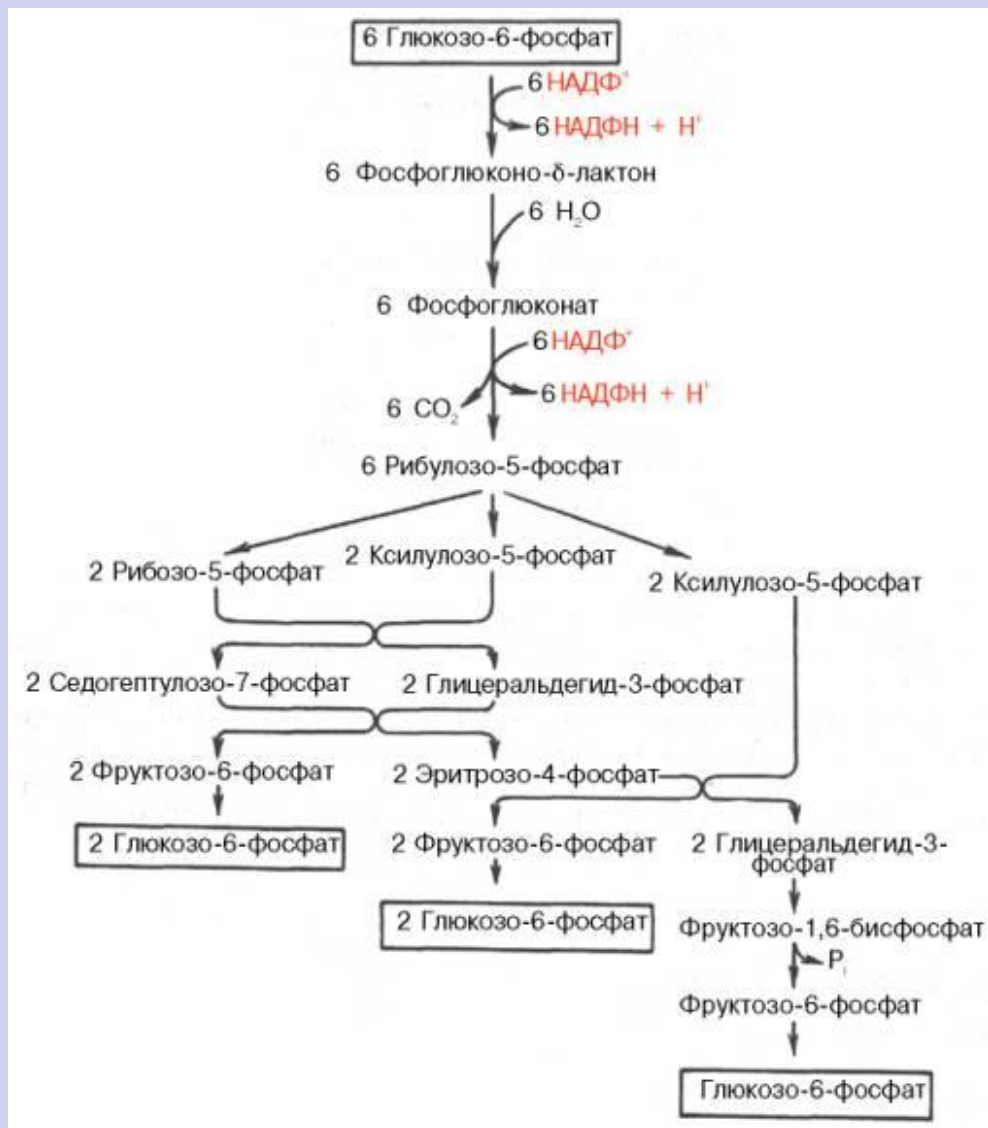 6 Глюкозо-6-фосфат
6 НАДФ⁺
6 НАДФН + Н⁺
6 Фосфоглюконо-δ-лактон
6 H₂O
6 Фосфоглюконат
6 НАДФ⁺
6 CO₂
6 НАДФН + Н⁺
6 Рибулозо-5-фосфат
2 Рибозо-5-фосфат
2 Ксилулозо-5-фосфат
2 Ксилулозо-5-фосфат
2 Седогептулозо-7-фосфат
2 Глицеральдегид-3-фосфат
2 Фруктозо-6-фосфат
2 Эритрозо-4-фосфат
2 Глюкозо-6-фосфат
2 Фруктозо-6-фосфат
2 Глицеральдегид-3-
фосфат
2 Глюкозо-6-фосфат
Фруктозо-1,6-бисфосфат
Pᵢ
Фруктозо-6-фосфат
Глюкозо-6-фосфат